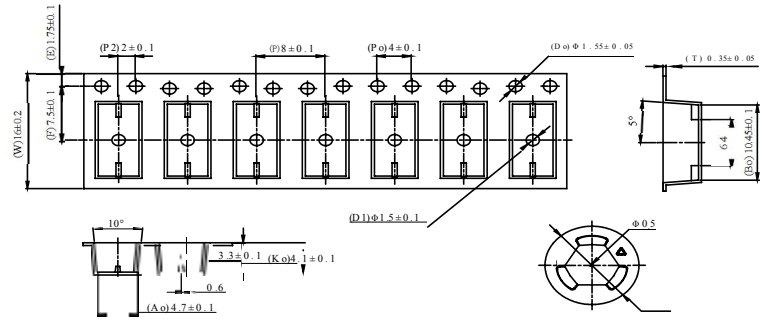 (E) 1.75±0.1
(P2) 2±0.1
(P) 8±0.1
(Po) 4±0.1
(Do) Φ 1.55±0.05
(T) 0.35±0.05
(W) 16±0.2
(F) 7.5±0.1
5°
6 4
(Bo) 10.45±0.1
(D1) Φ1.5±0.1
10°
3.3±0.1
(Ko) 4.1±0.1
0.6
(Ao) 4.7±0.1
Φ 0 5